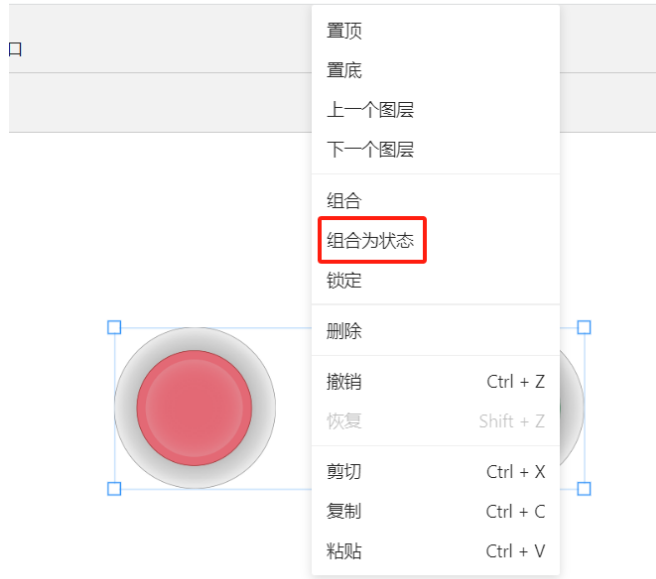 口
置顶
置底
上一个图层
下一个图层
组合
组合为状态
锁定
删除
撤销 Ctrl + Z
恢复 Shift + Z
剪切 Ctrl + X
复制 Ctrl + C
粘贴 Ctrl + V